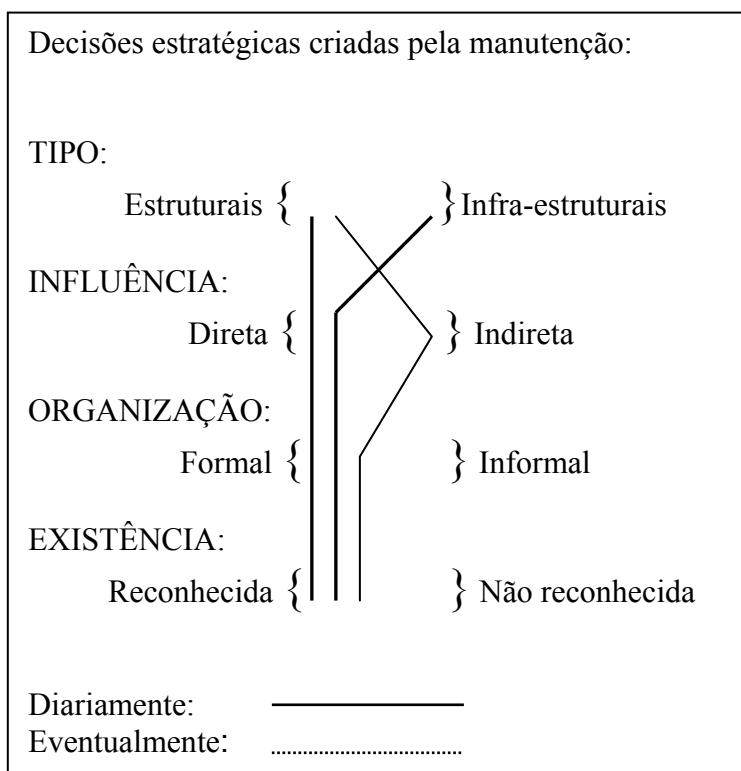 Decisões estratégicas criadas pela manutenção:
TIPO:
Estruturais { } Infra-estruturais
INFLUÊNCIA:
Direta { } Indireta
ORGANIZAÇÃO:
Formal { } Informal
EXISTÊNCIA:
Reconhecida { } Não reconhecida
Diariamente:
Eventualmente: